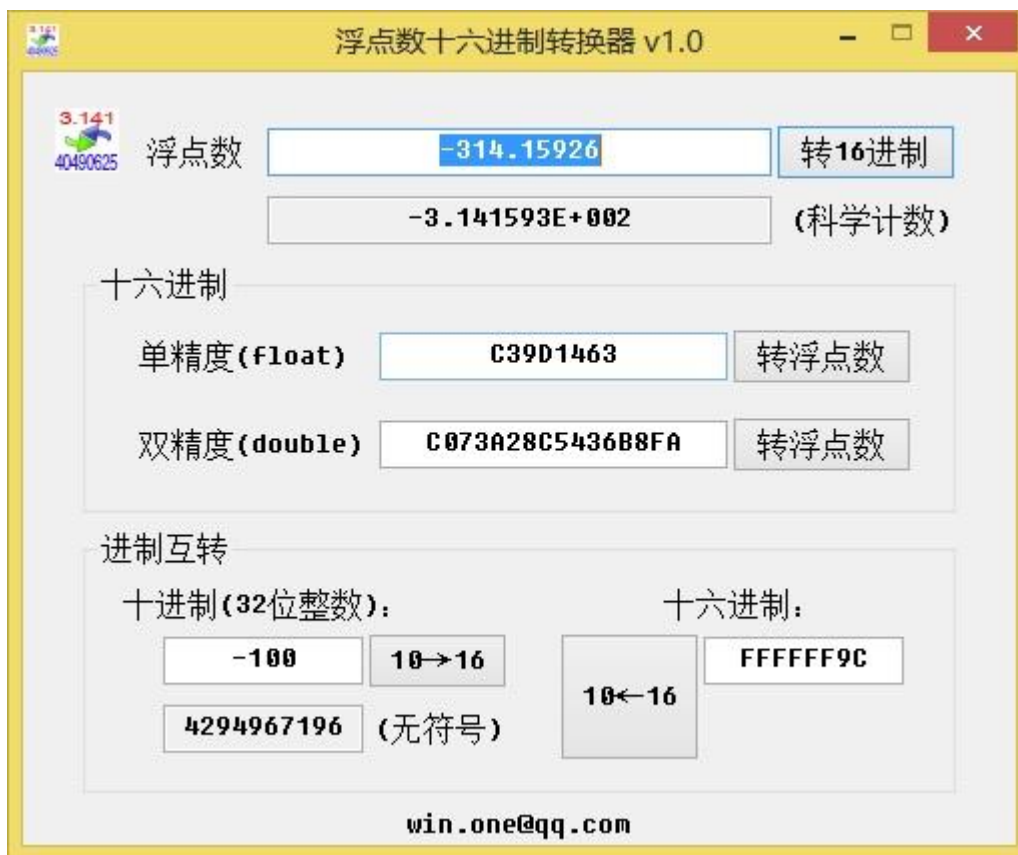 浮点数十六进制转换器 v1.0
3.141
40490625
浮点数 -314.15926 转16进制
-3.141593E+002 (科学计数)
十六进制
单精度(float) C39D1463 转浮点数
双精度(double) C073A28C5436B8FA 转浮点数
进制互转
十进制(32位整数): 十六进制:
-100 10→16 FFFFFF9C
10←16
4294967196 (无符号)
win.one@qq.com